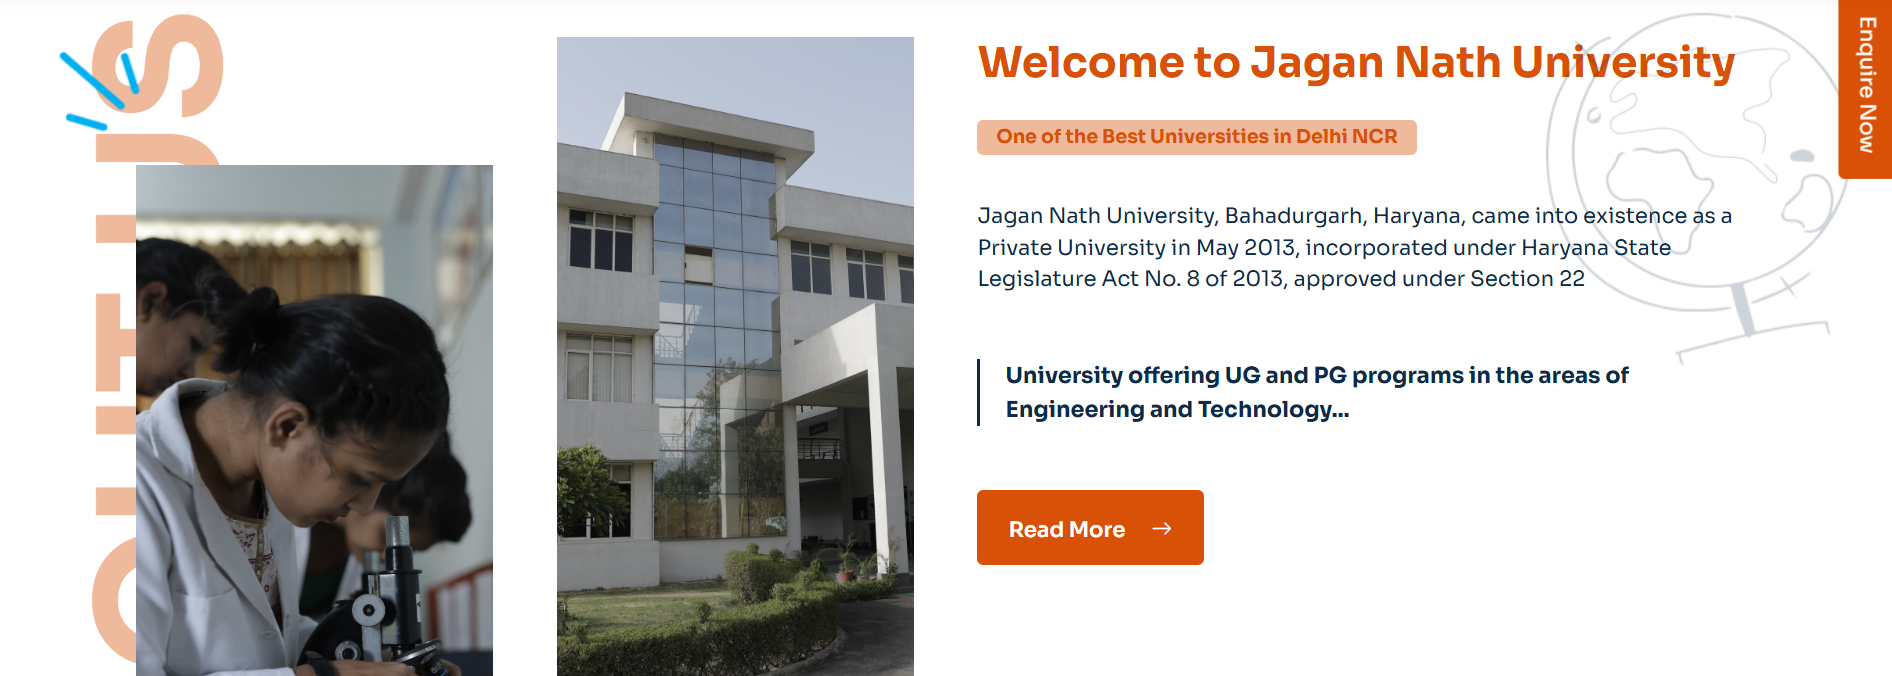 Welcome to Jagan Nath University
One of the Best Universities in Delhi NCR
Jagan Nath University, Bahadurgarh, Haryana, came into existence as a
Private University in May 2013, incorporated under Haryana State
Legislature Act No. 8 of 2013, approved under Section 22
University offering UG and PG programs in the areas of
Engineering and Technology...
Read More →
Enquire Now